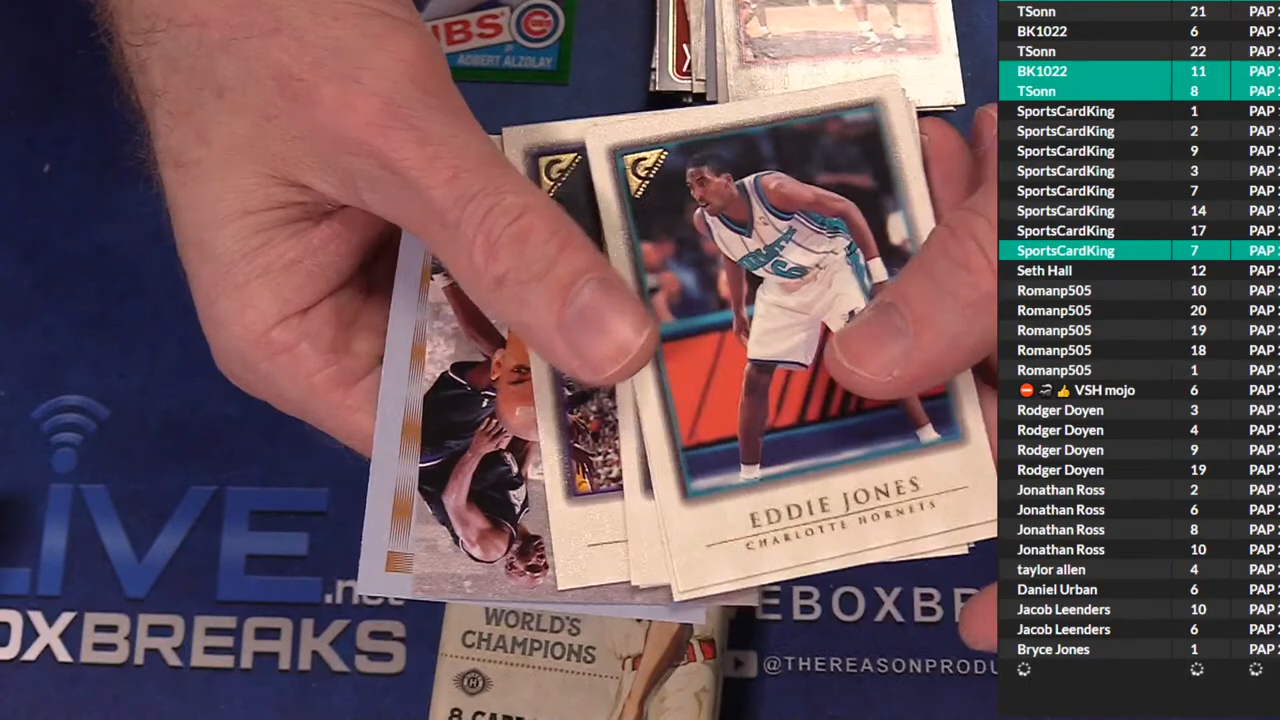 UBS
ADBERT ALZOLAY
EDDIE JONES
CHARLOTTE HORNETS
6
LIVE.net
OXBREAKS
WORLD'S
CHAMPIONS
H
EBOXBR
@THEREASONPRODU
TSonn 21 PAP
BK1022 6 PAP
TSonn 22 PAP
BK1022 11 PAP
TSonn 8 PAP
SportsCardKing 1 PAP
SportsCardKing 2 PAP
SportsCardKing 9 PAP
SportsCardKing 3 PAP
SportsCardKing 7 PAP
SportsCardKing 14 PAP
SportsCardKing 17 PAP
SportsCardKing 7 PAP
Seth Hall 12 PAP
Romanp505 10 PAP
Romanp505 20 PAP
Romanp505 19 PAP
Romanp505 18 PAP
Romanp505 1 PAP
VSH mojo 6 PAP
Rodger Doyen 3 PAP
Rodger Doyen 4 PAP
Rodger Doyen 9 PAP
Rodger Doyen 19 PAP
Jonathan Ross 2 PAP
Jonathan Ross 6 PAP
Jonathan Ross 8 PAP
Jonathan Ross 10 PAP
taylor allen 4 PAP
Daniel Urban 6 PAP
Jacob Leenders 10 PAP
Jacob Leenders 6 PAP
Bryce Jones 1 PAP